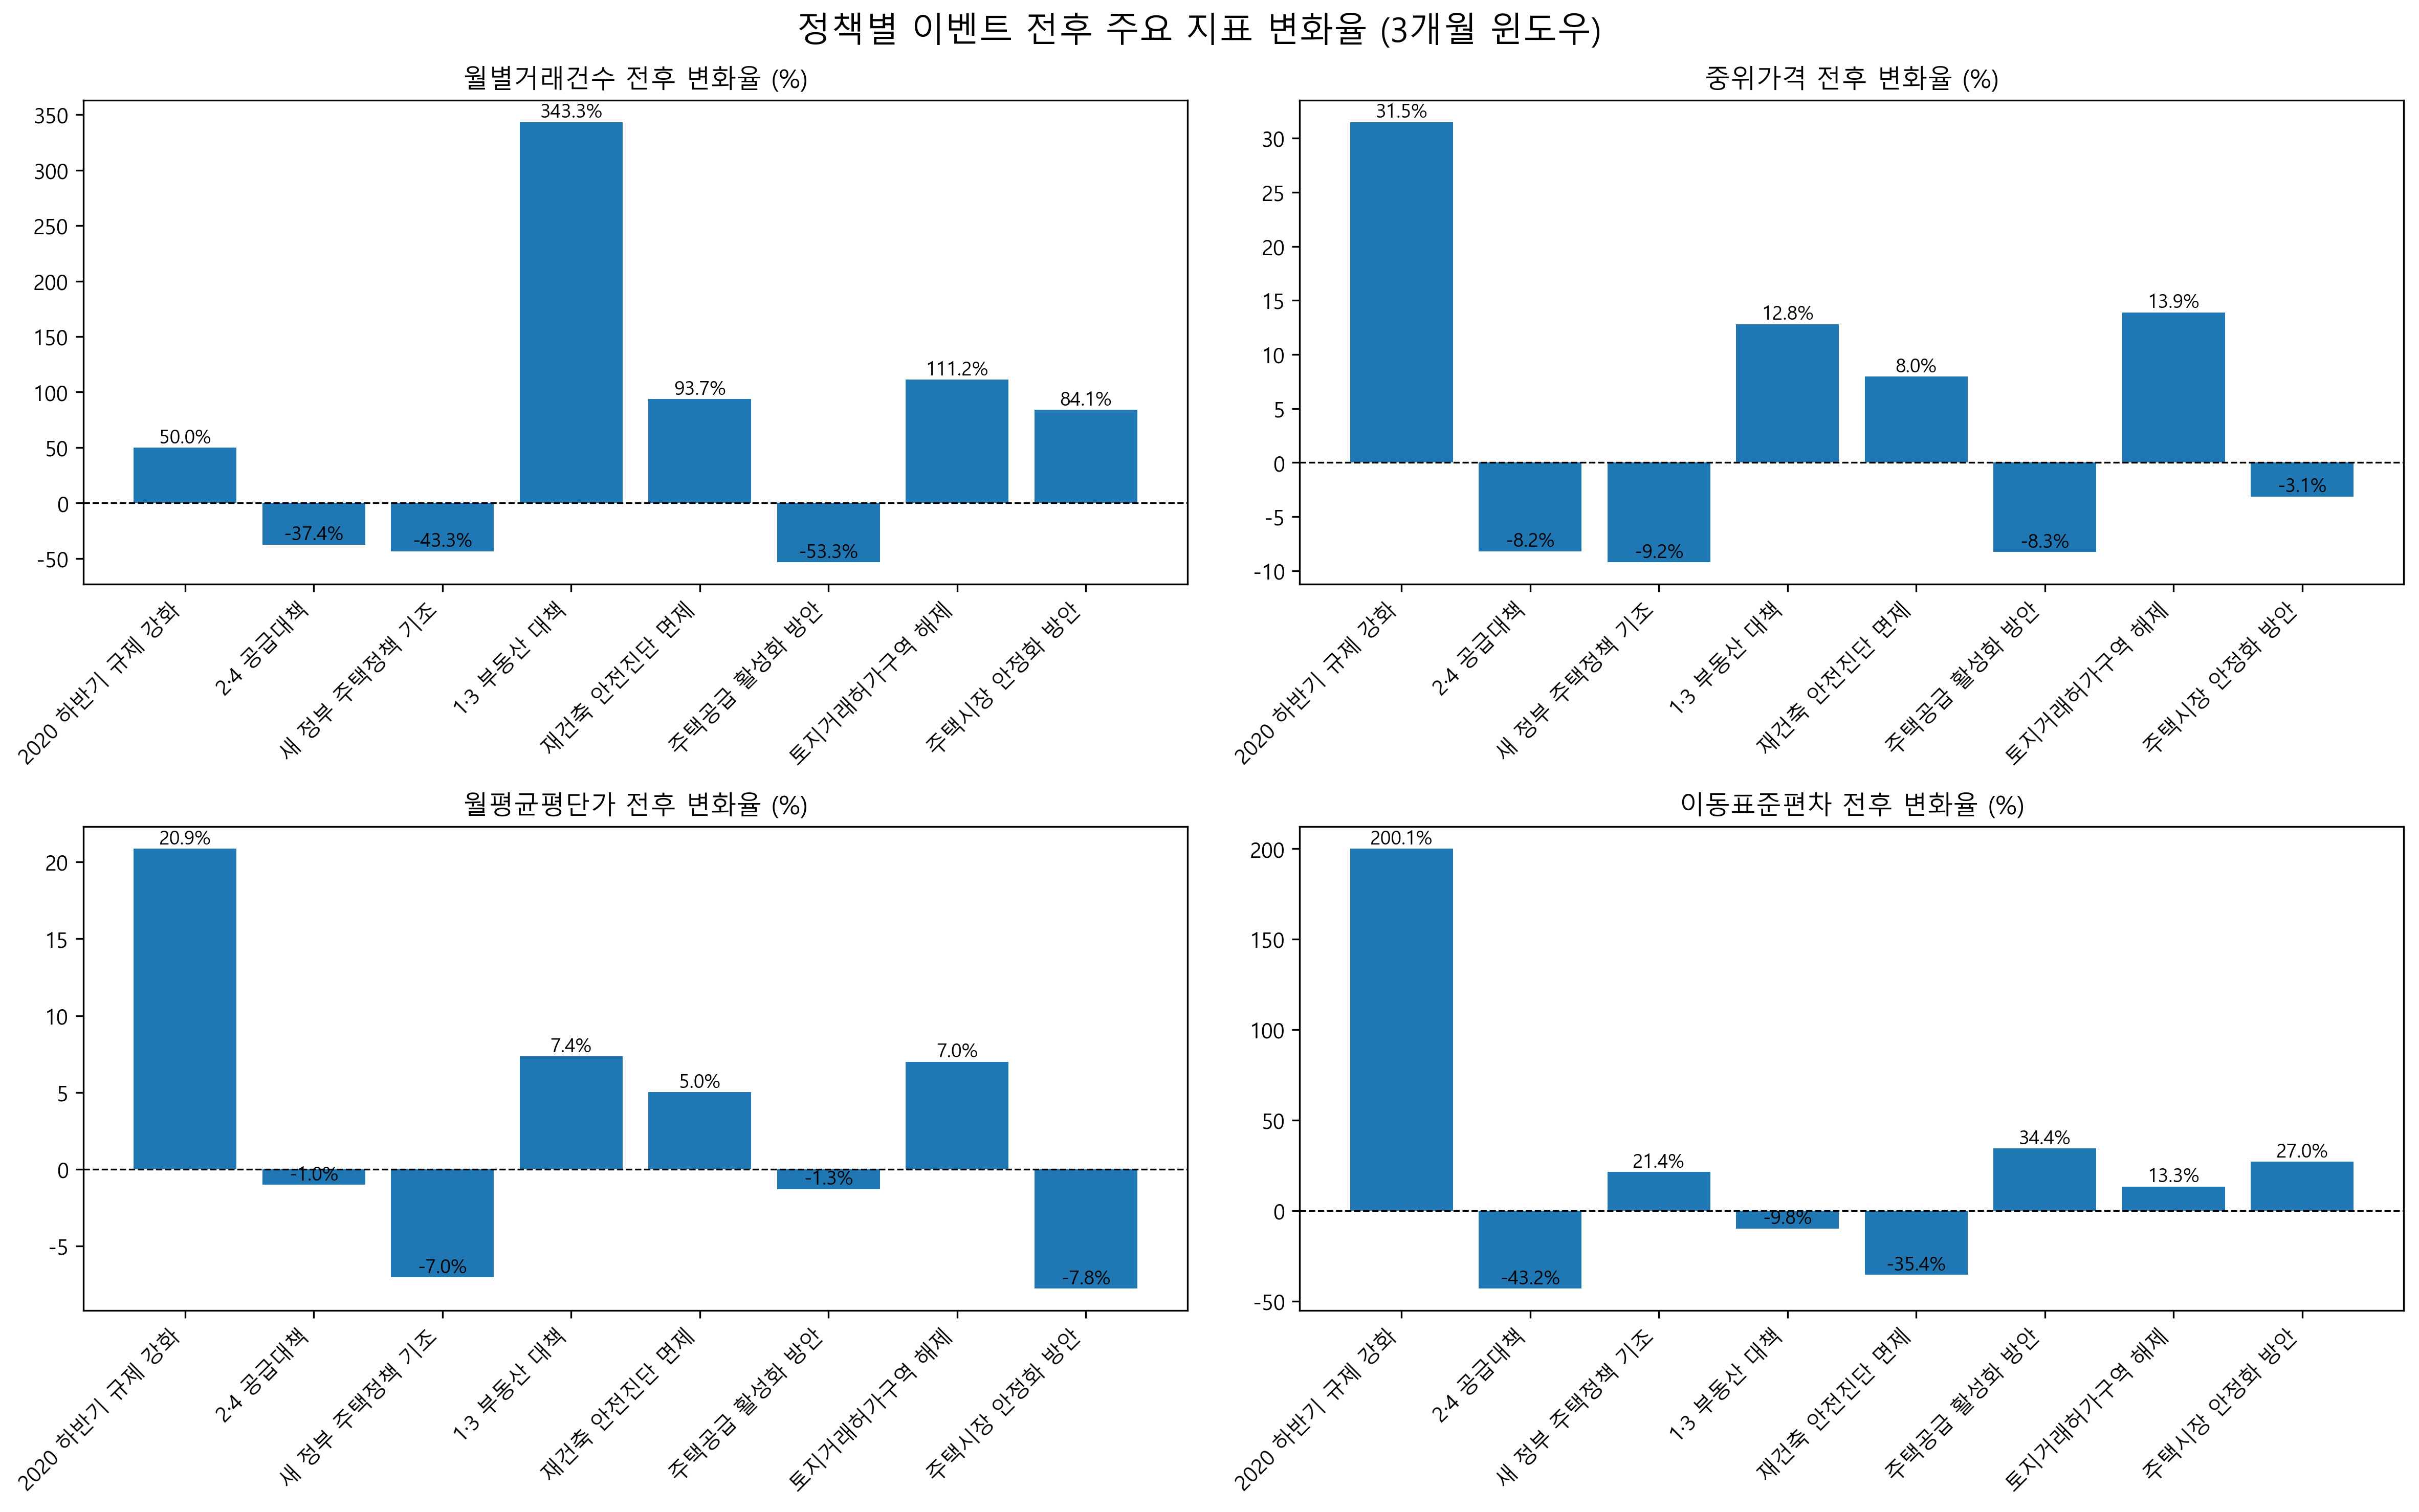 정책별 이벤트 전후 주요 지표 변화율 (3개월 윈도우)
월별거래건수 전후 변화율 (%)
350
300
250
200
150
100
50
0
-50
50.0%
-37.4%
-43.3%
343.3%
93.7%
-53.3%
111.2%
84.1%
2020 하반기 규제 강화
2·4 공급대책
새 정부 주택정책 기조
1·3 부동산 대책
재건축 안전진단 면제
주택공급 활성화 방안
토지거래허가구역 해제
주택시장 안정화 방안
중위가격 전후 변화율 (%)
30
25
20
15
10
5
0
-5
-10
31.5%
-8.2%
-9.2%
12.8%
8.0%
-8.3%
13.9%
-3.1%
2020 하반기 규제 강화
2·4 공급대책
새 정부 주택정책 기조
1·3 부동산 대책
재건축 안전진단 면제
주택공급 활성화 방안
토지거래허가구역 해제
주택시장 안정화 방안
월평균평단가 전후 변화율 (%)
20
15
10
5
0
-5
20.9%
-1.0%
-7.0%
7.4%
5.0%
-1.3%
7.0%
-7.8%
2020 하반기 규제 강화
2·4 공급대책
새 정부 주택정책 기조
1·3 부동산 대책
재건축 안전진단 면제
주택공급 활성화 방안
토지거래허가구역 해제
주택시장 안정화 방안
이동표준편차 전후 변화율 (%)
200
150
100
50
0
-50
200.1%
-43.2%
21.4%
-9.8%
-35.4%
34.4%
13.3%
27.0%
2020 하반기 규제 강화
2·4 공급대책
새 정부 주택정책 기조
1·3 부동산 대책
재건축 안전진단 면제
주택공급 활성화 방안
토지거래허가구역 해제
주택시장 안정화 방안